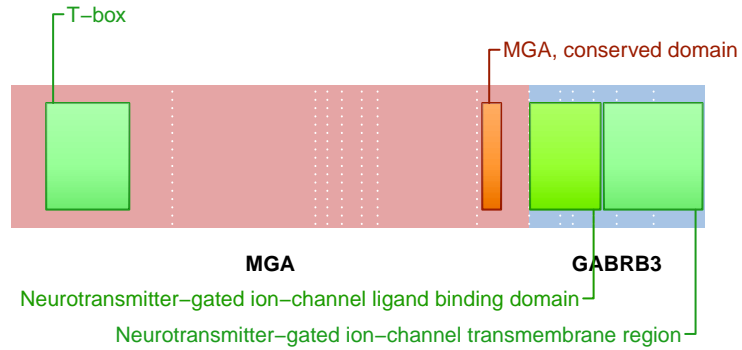 T−box
MGA, conserved domain
MGA
GABRB3
Neurotransmitter−gated ion−channel ligand binding domain
Neurotransmitter−gated ion−channel transmembrane region